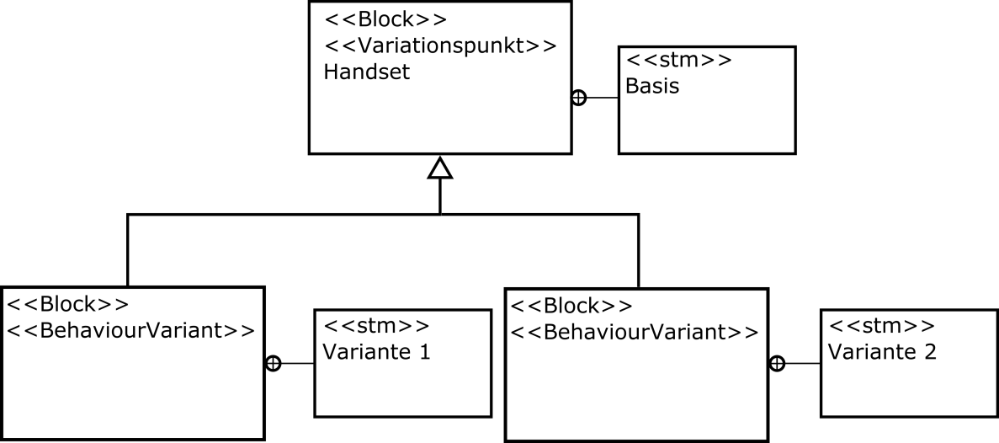 <<Block>>
<<Variationspunkt>>
Handset
<<stm>>
Basis
<<Block>>
<<BehaviourVariant>>
<<stm>>
Variante 1
<<Block>>
<<BehaviourVariant>>
<<stm>>
Variante 2